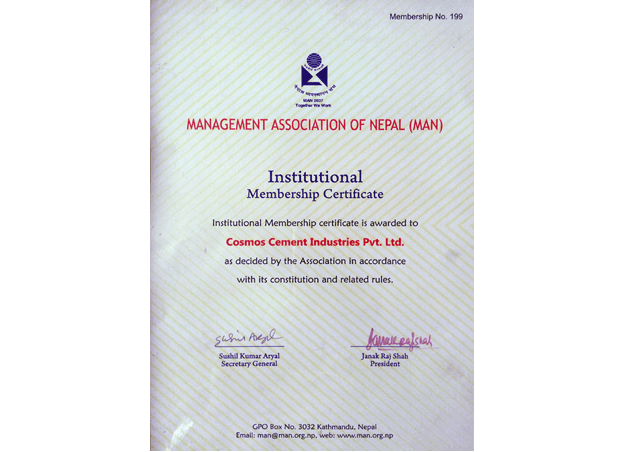 Membership No. 199
MAN 2037
Together We Work
MANAGEMENT ASSOCIATION OF NEPAL (MAN)
Institutional
Membership Certificate
Institutional Membership certificate is awarded to
Cosmos Cement Industries Pvt. Ltd.
as decided by the Association in accordance
with its constitution and related rules.
Sushil Kumar Aryal
Secretary General
Janak Raj Shah
President
GPO Box No. 3032 Kathmandu, Nepal
Email: man@man.org.np, web: www.man.org.np